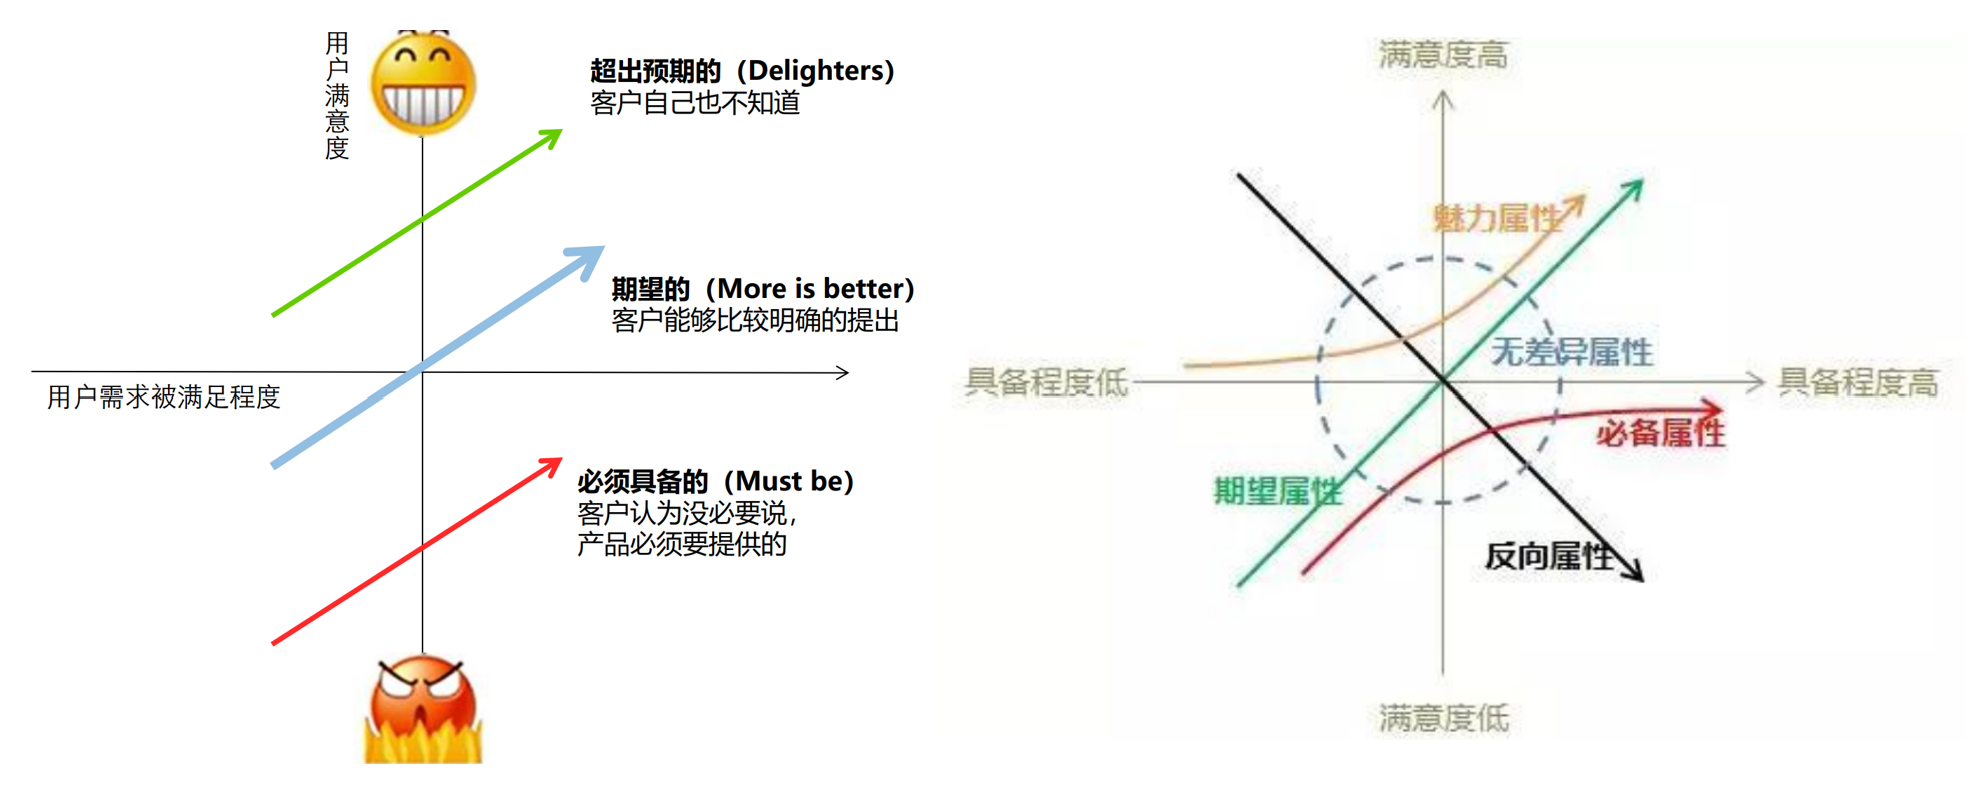 用户满意度
超出预期的（Delighters）
客户自己也不知道
期望的（More is better）
客户能够比较明确的提出
用户需求被满足程度
必须具备的（Must be）
客户认为没必要说，
产品必须要提供的
满意度高
魅力属性
无差异属性
具备程度低
具备程度高
必备属性
期望属性
反向属性
满意度低